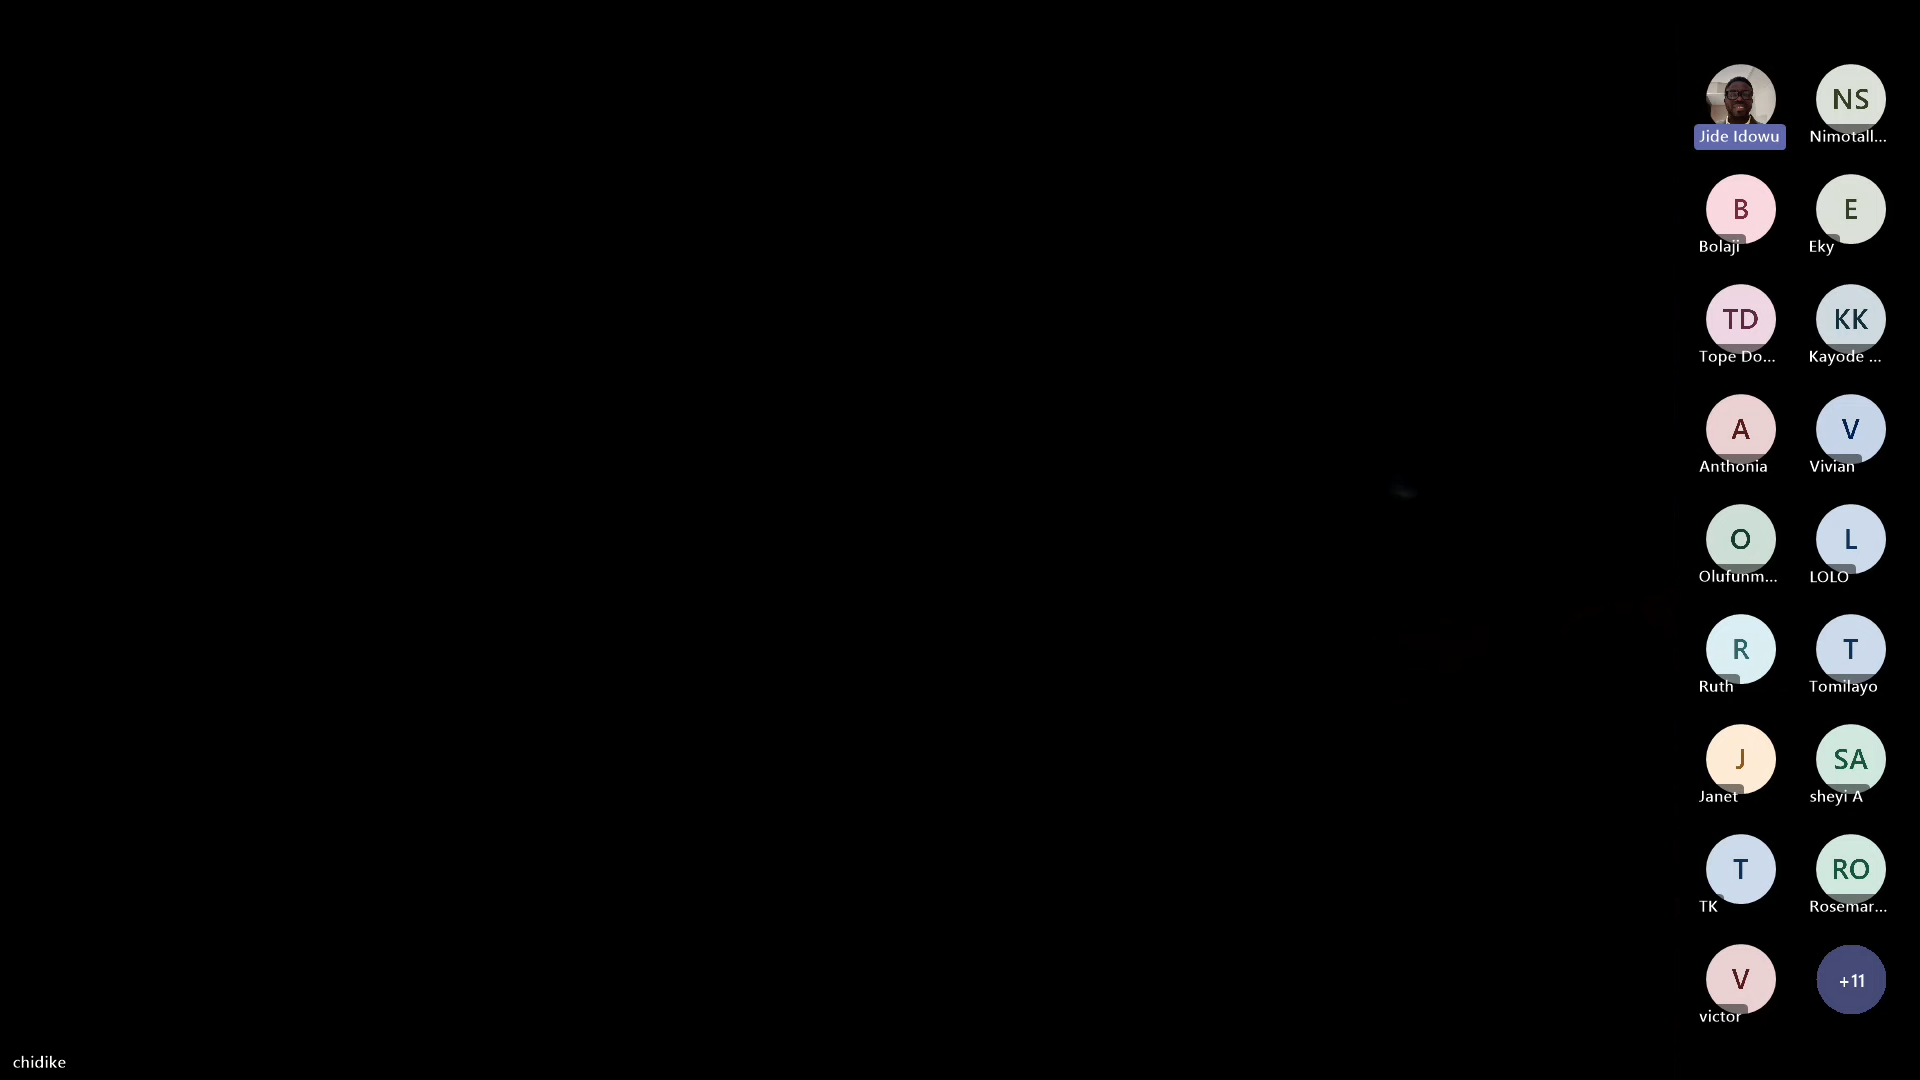 NS
Jide Idowu
Nimotall...
B
E
Bolaji
Eky
TD
KK
Tope Do...
Kayode ...
A
V
Anthonia
Vivian
O
L
Olufunm...
LOLO
R
T
Ruth
Tomilayo
J
SA
Janet
sheyi A
T
RO
TK
Rosemar...
V
+11
victor
chidike